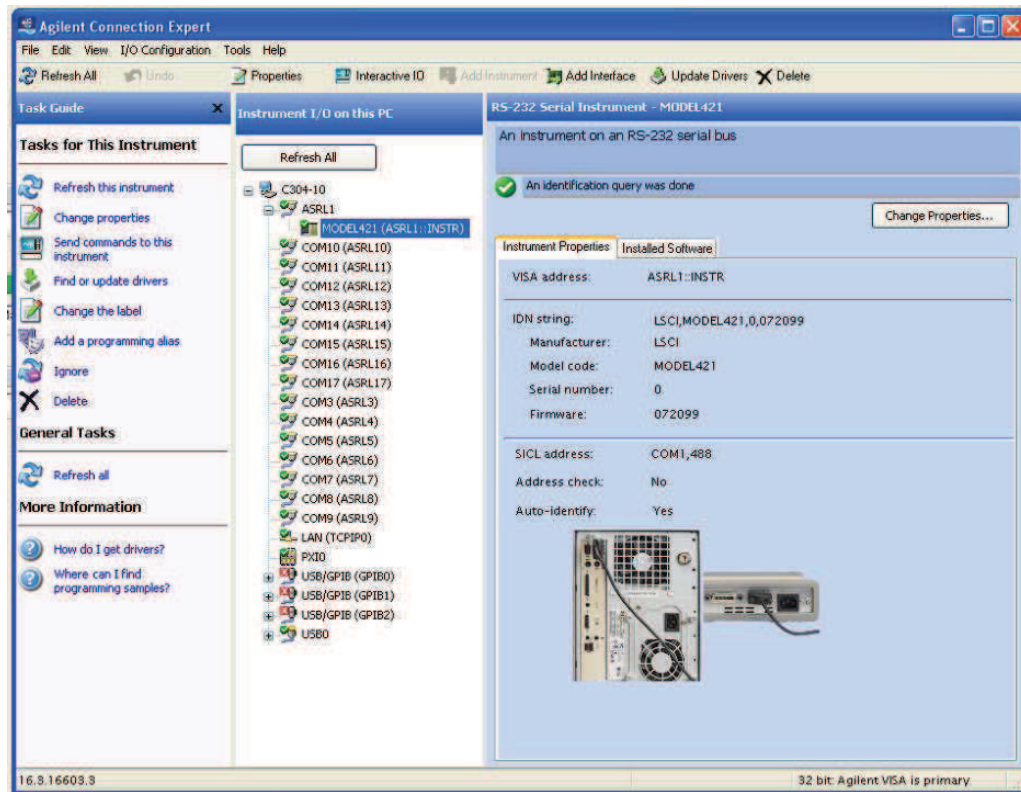 Agilent Connection Expert
File Edit View I/O Configuration Tools Help
Refresh All Undo Properties Interactive IO Add Instrument Add Interface Update Drivers Delete
Task Guide
Tasks for This Instrument
Refresh this instrument
Change properties
Send commands to this
instrument
Find or update drivers
Change the label
Add a programming alias
Ignore
Delete
General Tasks
Refresh all
More Information
How do I get drivers?
Where can I find
programming samples?
Instrument I/O on this PC
Refresh All
C304-10
ASRL1
MODEL421 (ASRL1::INSTR)
COM10 (ASRL10)
COM11 (ASRL11)
COM12 (ASRL12)
COM13 (ASRL13)
COM14 (ASRL14)
COM15 (ASRL15)
COM16 (ASRL16)
COM17 (ASRL17)
COM3 (ASRL3)
COM4 (ASRL4)
COM5 (ASRL5)
COM6 (ASRL6)
COM7 (ASRL7)
COM8 (ASRL8)
COM9 (ASRL9)
LAN (TCPIP0)
PXI0
USB/GPIB (GPIB0)
USB/GPIB (GPIB1)
USB/GPIB (GPIB2)
USB0
RS-232 Serial Instrument - MODEL421
An instrument on an RS-232 serial bus
An identification query was done
Change Properties...
Instrument Properties Installed Software
VISA address: ASRL1::INSTR
IDN string: LSCI,MODEL421,0,072099
Manufacturer: LSCI
Model code: MODEL421
Serial number: 0
Firmware: 072099
SICL address: COM1,488
Address check: No
Auto-identify: Yes
16.3.16603.3
32 bit: Agilent VISA is primary